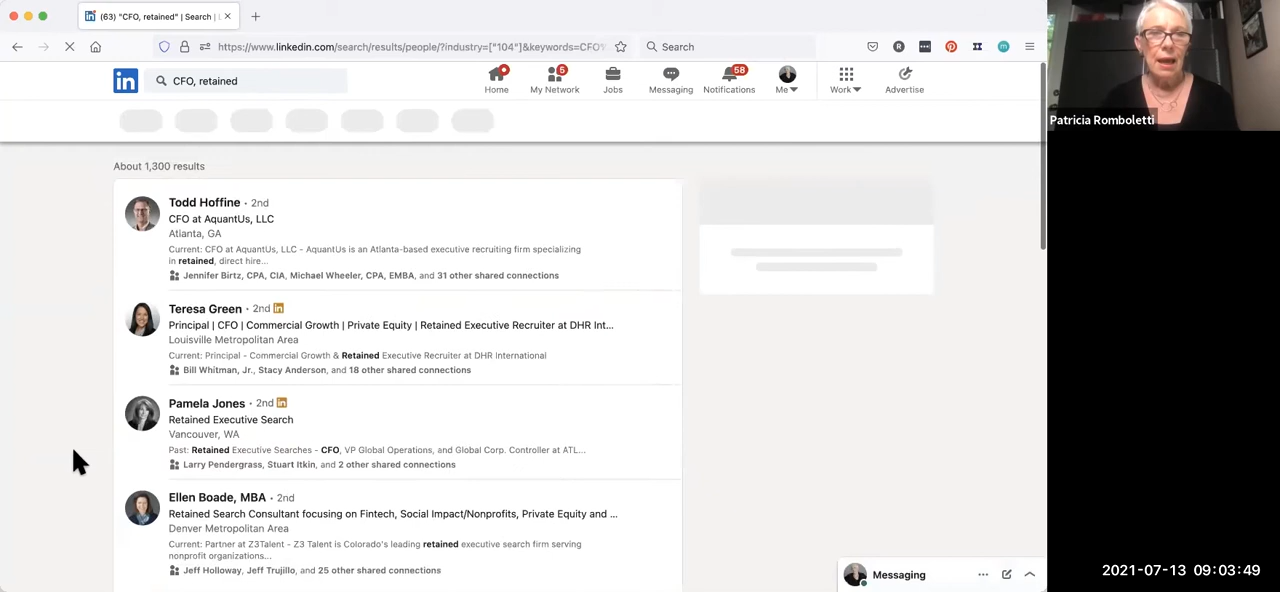 (63) "CFO, retained" | Search | L
https://www.linkedin.com/search/results/people/?industry=["104"]&keywords=CFO
Search
CFO, retained
Home
5
My Network
Jobs
Messaging
58
Notifications
Me
Work
Advertise
Patricia Romboletti
About 1,300 results
Todd Hoffine • 2nd
CFO at AquantUs, LLC
Atlanta, GA
Current: CFO at AquantUs, LLC - AquantUs is an Atlanta-based executive recruiting firm specializing
in retained, direct hire...
Jennifer Birtz, CPA, CIA, Michael Wheeler, CPA, EMBA, and 31 other shared connections
Teresa Green • 2nd in
Principal | CFO | Commercial Growth | Private Equity | Retained Executive Recruiter at DHR Int...
Louisville Metropolitan Area
Current: Principal - Commercial Growth & Retained Executive Recruiter at DHR International
Bill Whitman, Jr., Stacy Anderson, and 18 other shared connections
Pamela Jones • 2nd in
Retained Executive Search
Vancouver, WA
Past: Retained Executive Searches - CFO, VP Global Operations, and Global Corp. Controller at ATL...
Larry Pendergrass, Stuart Itkin, and 2 other shared connections
Ellen Boade, MBA • 2nd
Retained Search Consultant focusing on Fintech, Social Impact/Nonprofits, Private Equity and ...
Denver Metropolitan Area
Current: Partner at Z3Talent - Z3 Talent is Colorado's leading retained executive search firm serving
nonprofit organizations...
Jeff Holloway, Jeff Trujillo, and 25 other shared connections
Messaging
2021-07-13 09:03:49